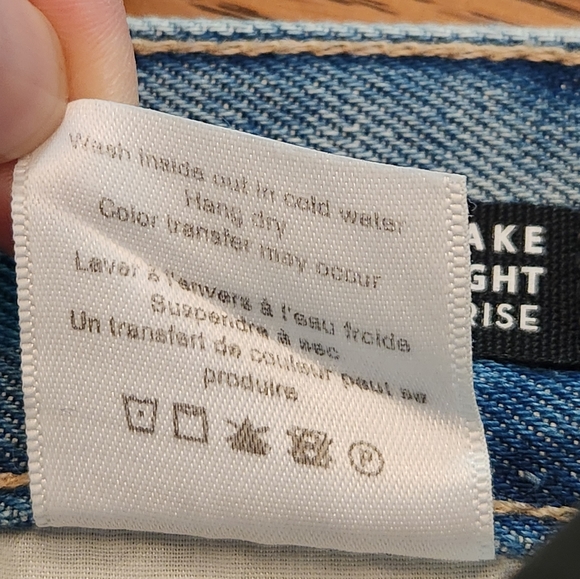 Wash inside out in cold water
Hang dry
Color transfer may occur
Laver à l'envers à l'eau froide
Suspendre à sec
Un transfert de couleur peut se
produire
P
AKE
GHT
RISE